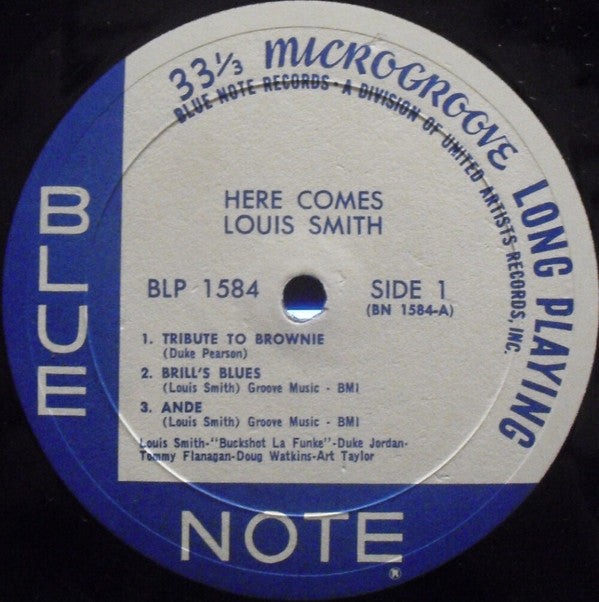 33⅓ MICROGROOVE LONG PLAYING
BLUE NOTE RECORDS · A DIVISION OF UNITED ARTISTS RECORDS, INC.
HERE COMES
LOUIS SMITH
BLP 1584
SIDE 1
(BN 1584-A)
1. TRIBUTE TO BROWNIE
(Duke Pearson)
2. BRILL'S BLUES
(Louis Smith) Groove Music - BMI
3. ANDE
(Louis Smith) Groove Music - BMI
Louis Smith-"Buckshot La Funke"-Duke Jordan-
Tommy Flanagan-Doug Watkins-Art Taylor
BLUE
NOTE
®